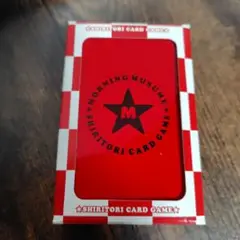 ★SHIRITORI CARD GAME★
★MORNING MUSUME★
SHIRITORI CARD GAME
M
★SHIRITORI CARD GAME★